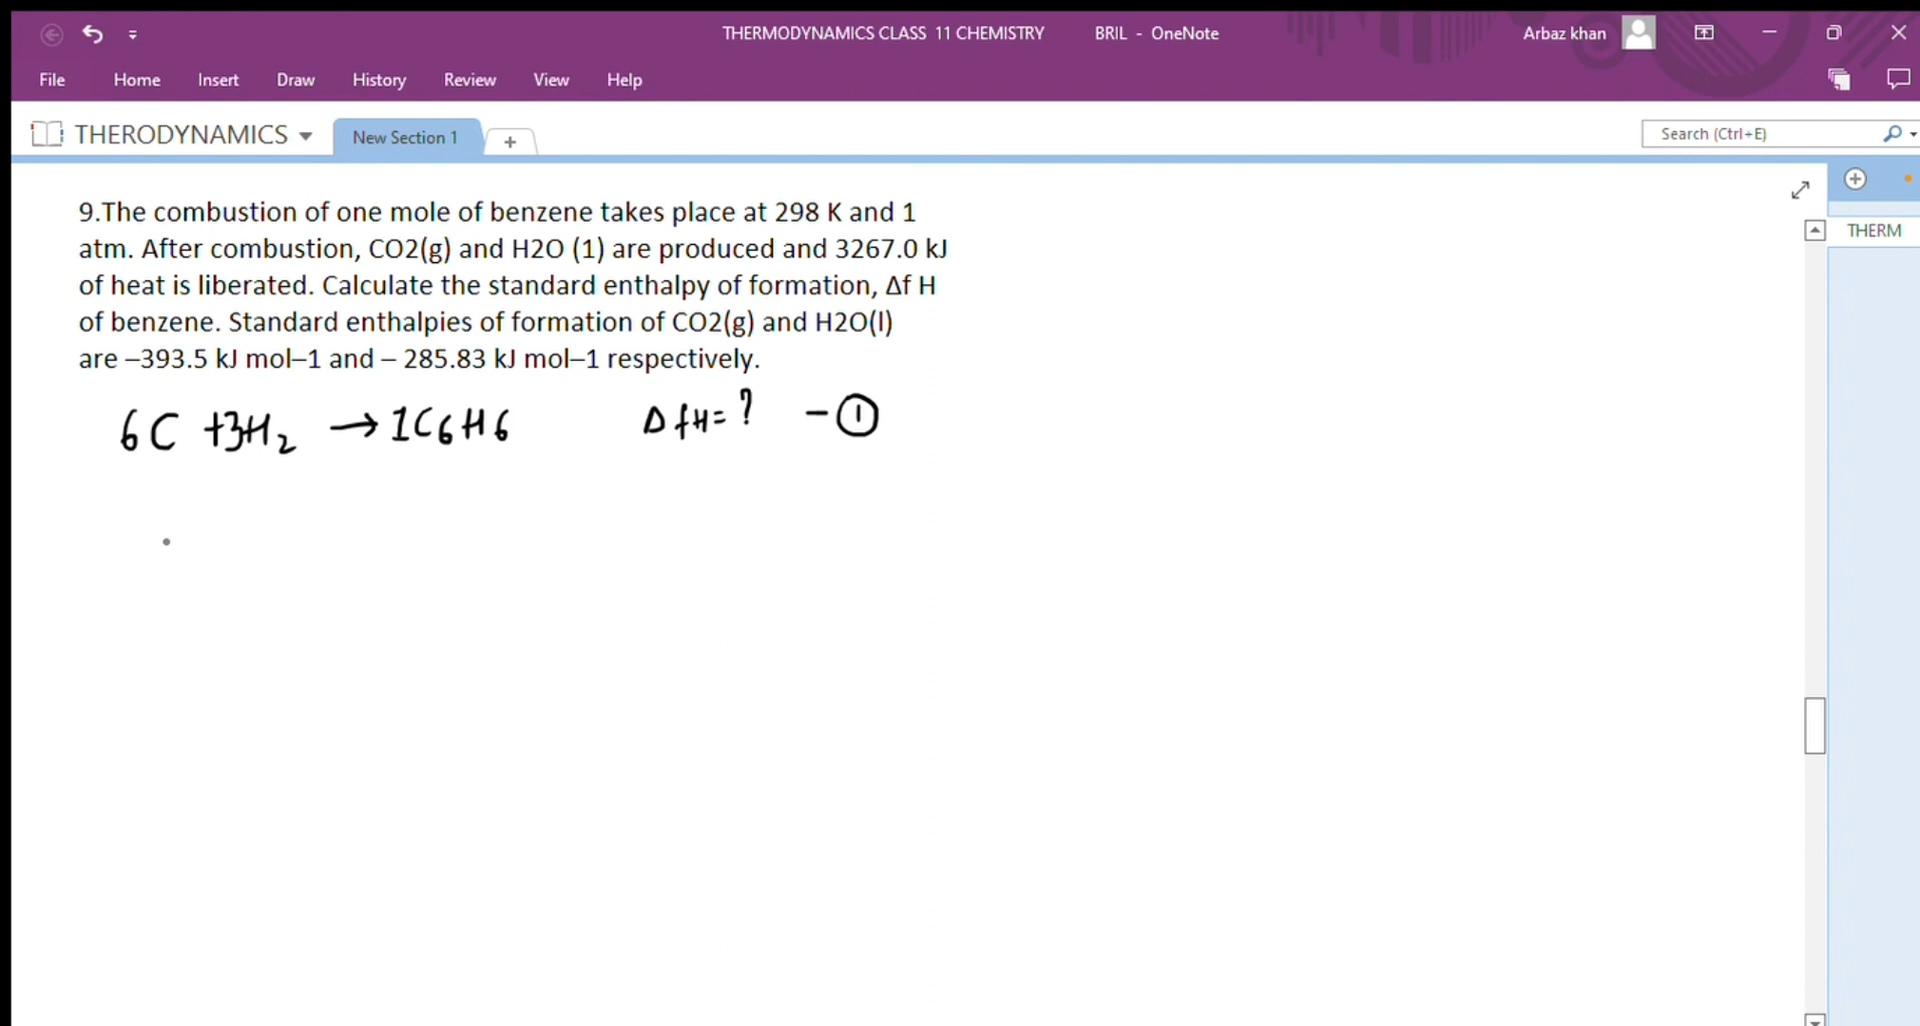 THERMODYNAMICS CLASS 11 CHEMISTRY BRIL - OneNote Arbaz khan
File Home Insert Draw History Review View Help
THERODYNAMICS New Section 1 + Search (Ctrl+E)
THERM
9.The combustion of one mole of benzene takes place at 298 K and 1
atm. After combustion, CO2(g) and H2O (1) are produced and 3267.0 kJ
of heat is liberated. Calculate the standard enthalpy of formation, Δf H
of benzene. Standard enthalpies of formation of CO2(g) and H2O(l)
are –393.5 kJ mol–1 and – 285.83 kJ mol–1 respectively.
6C +3H₂ → 1C6H6 ΔfH= ? – ①